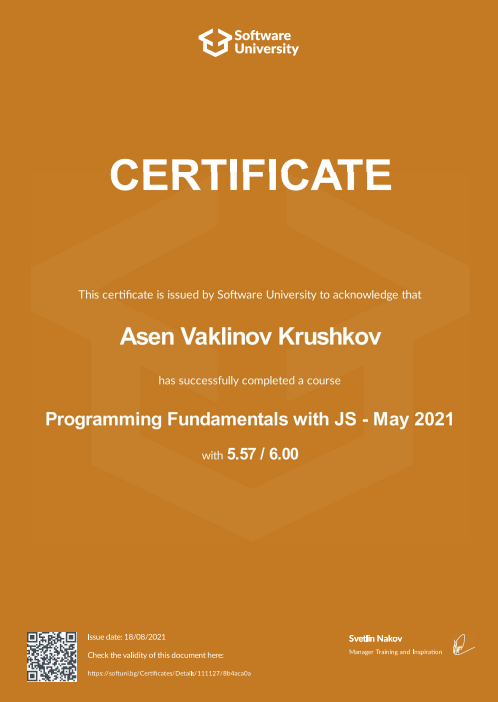 Software
University
CERTIFICATE
This certificate is issued by Software University to acknowledge that
Asen Vaklinov Krushkov
has successfully completed a course
Programming Fundamentals with JS - May 2021
with 5.57 / 6.00
Issue date: 18/08/2021
Check the validity of this document here:
https://softuni.bg/Certificates/Details/111127/8b4aca0a
Svetlin Nakov
Manager Training and Inspiration